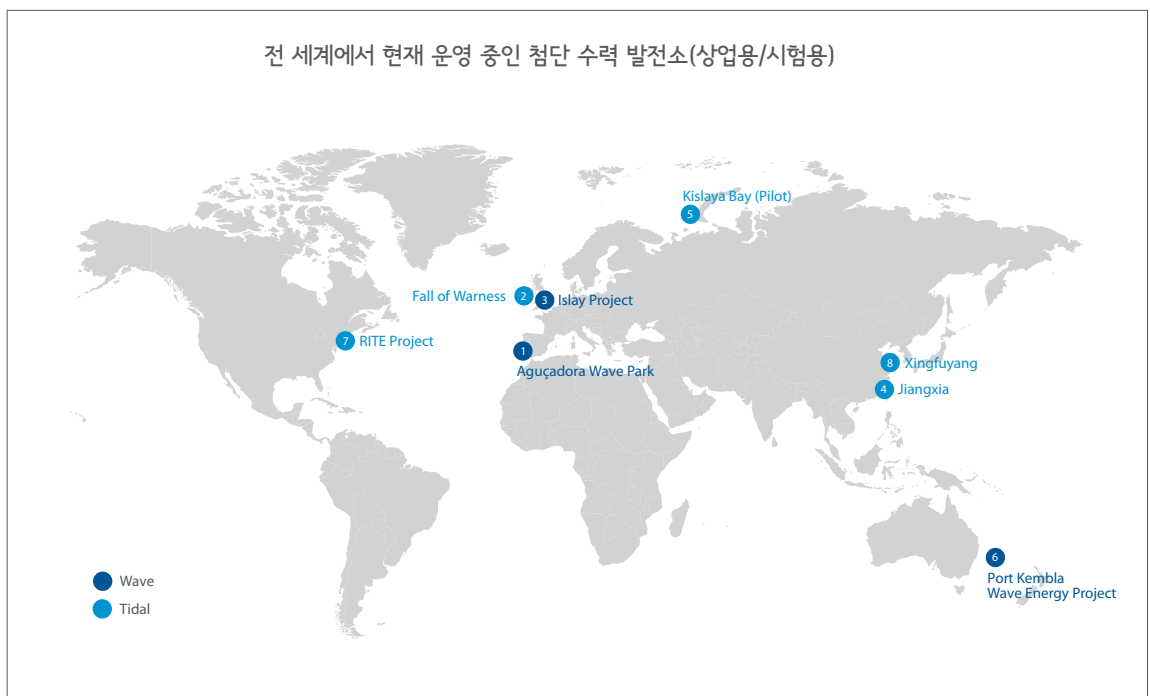 전 세계에서 현재 운영 중인 첨단 수력 발전소(상업용/시험용)
Kislaya Bay (Pilot)
5
Fall of Warness
2
3
Islay Project
7
RITE Project
1
Aguçadora Wave Park
8
Xingfuyang
4
Jiangxia
6
Port Kembla
Wave Energy Project
Wave
Tidal